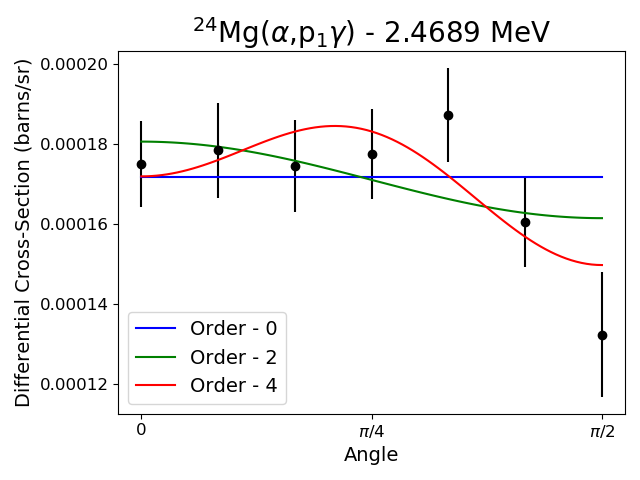 ²⁴Mg(α,p₁γ) - 2.4689 MeV
Differential Cross-Section (barns/sr)
0.00020
0.00018
0.00016
0.00014
0.00012
Order - 0
Order - 2
Order - 4
0 π/4 π/2
Angle